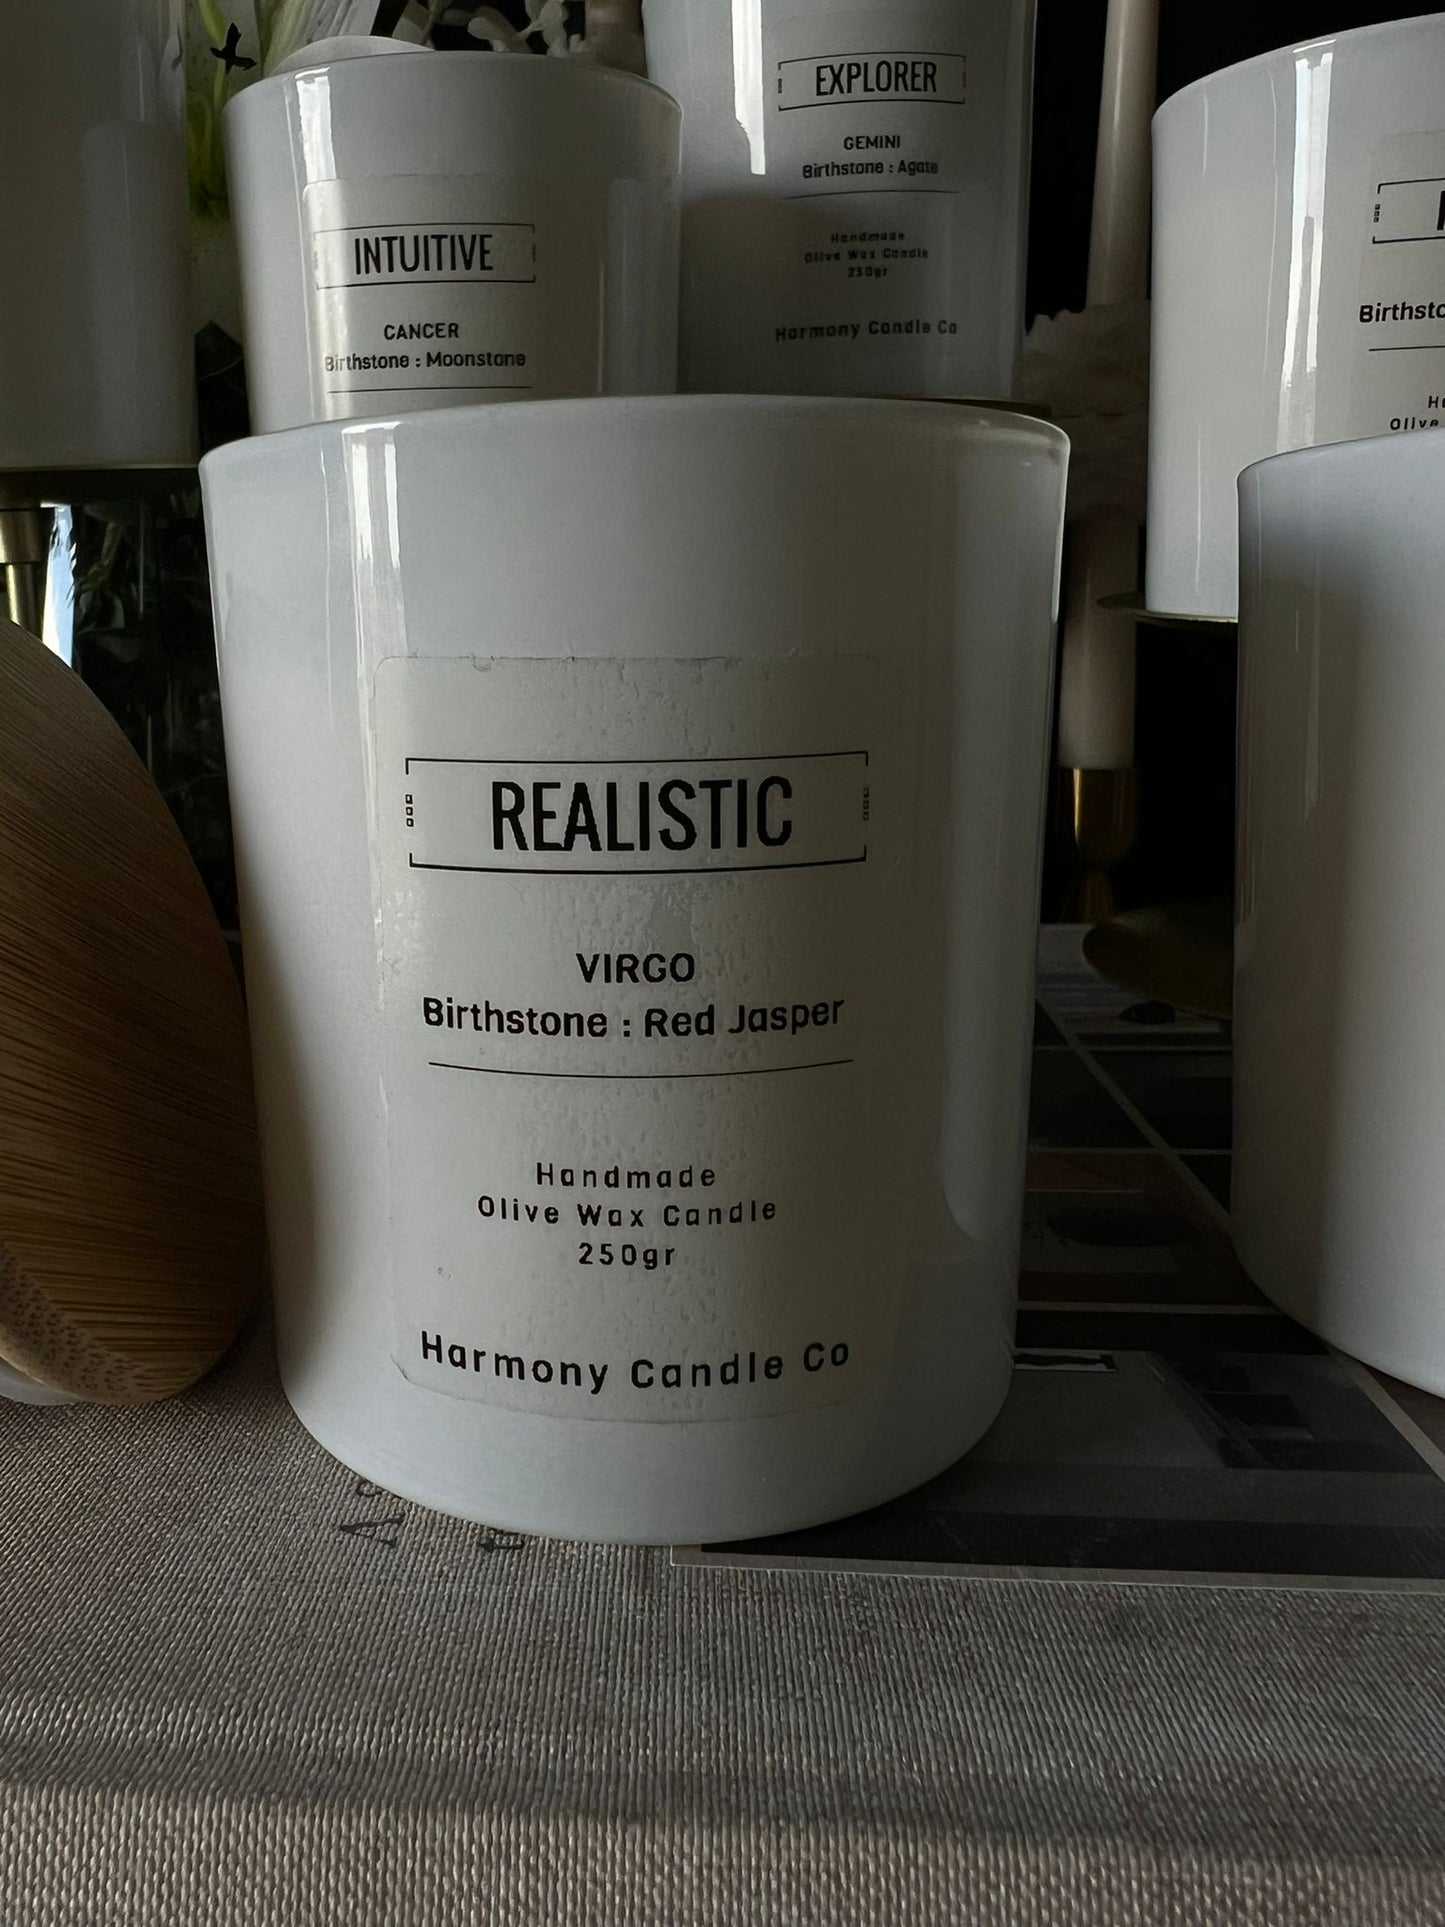 EXPLORER
GEMINI
Birthstone : Agate
Handmade
Olive Wax Candle
250gr
Harmony Candle Co
INTUITIVE
CANCER
Birthstone : Moonstone
Olive
REALISTIC
VIRGO
Birthstone : Red Jasper
Handmade
Olive Wax Candle
250gr
Harmony Candle Co